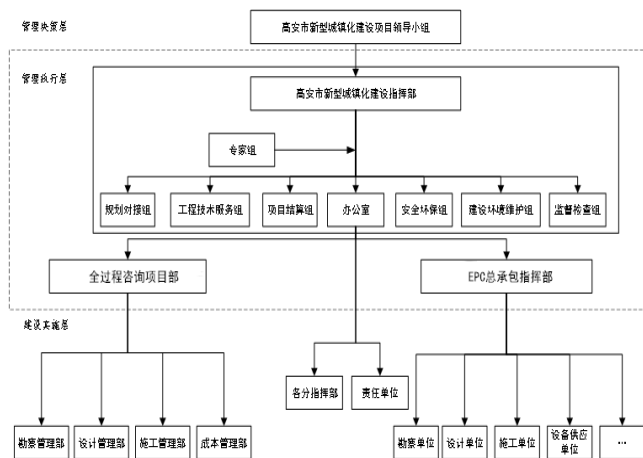 管理决策层
高安市新型城镇化建设项目领导小组
管理执行层
高安市新型城镇化建设指挥部
专家组
规划对接组
工程技术服务组
项目结算组
办公室
安全环保组
建设环境维护组
监督检查组
全过程咨询项目部
EPC总承包指挥部
建设实施层
各分指挥部
责任单位
勘察管理部
设计管理部
施工管理部
成本管理部
勘察单位
设计单位
施工单位
设备供应
单位
...